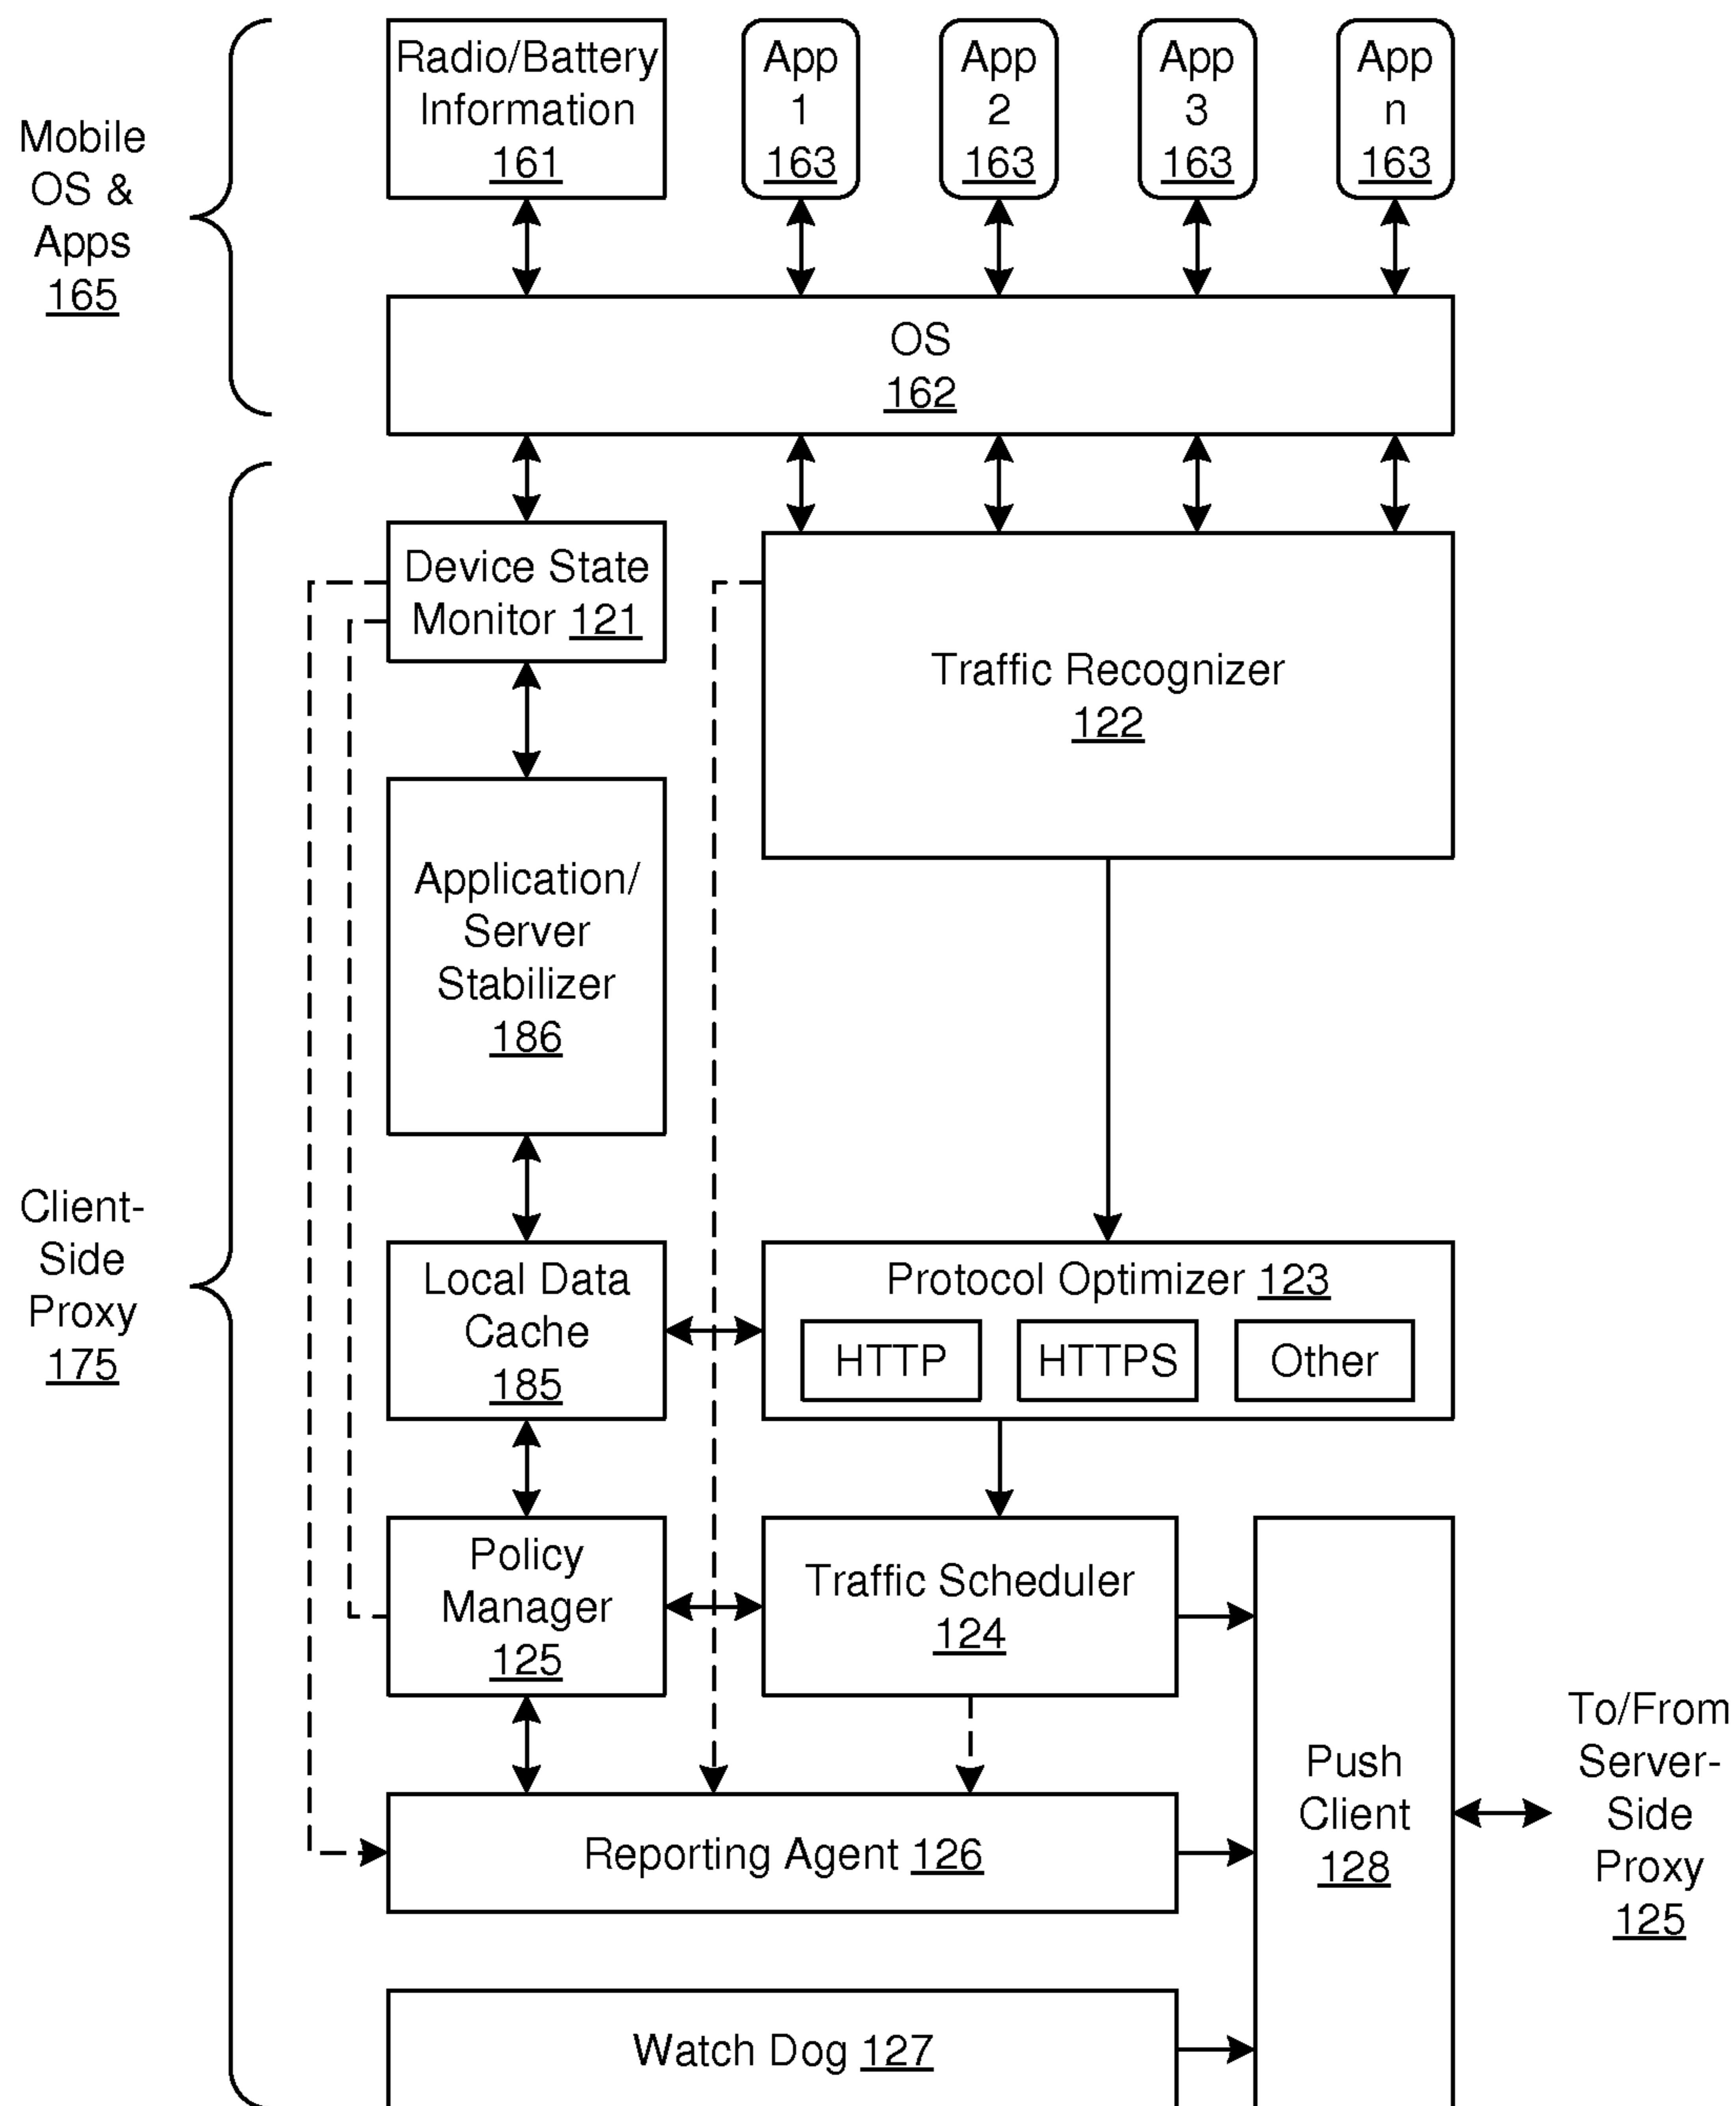 Radio/Battery
Information
161
App
1
163
App
2
163
App
3
163
App
n
163
Mobile
OS &
Apps
165
OS
162
Device State
Monitor 121
Traffic Recognizer
122
Application/
Server
Stabilizer
186
Client-
Side
Proxy
175
Local Data
Cache
185
Protocol Optimizer 123
HTTP
HTTPS
Other
Policy
Manager
125
Traffic Scheduler
124
Push
Client
128
To/From
Server-
Side
Proxy
125
Reporting Agent 126
Watch Dog 127